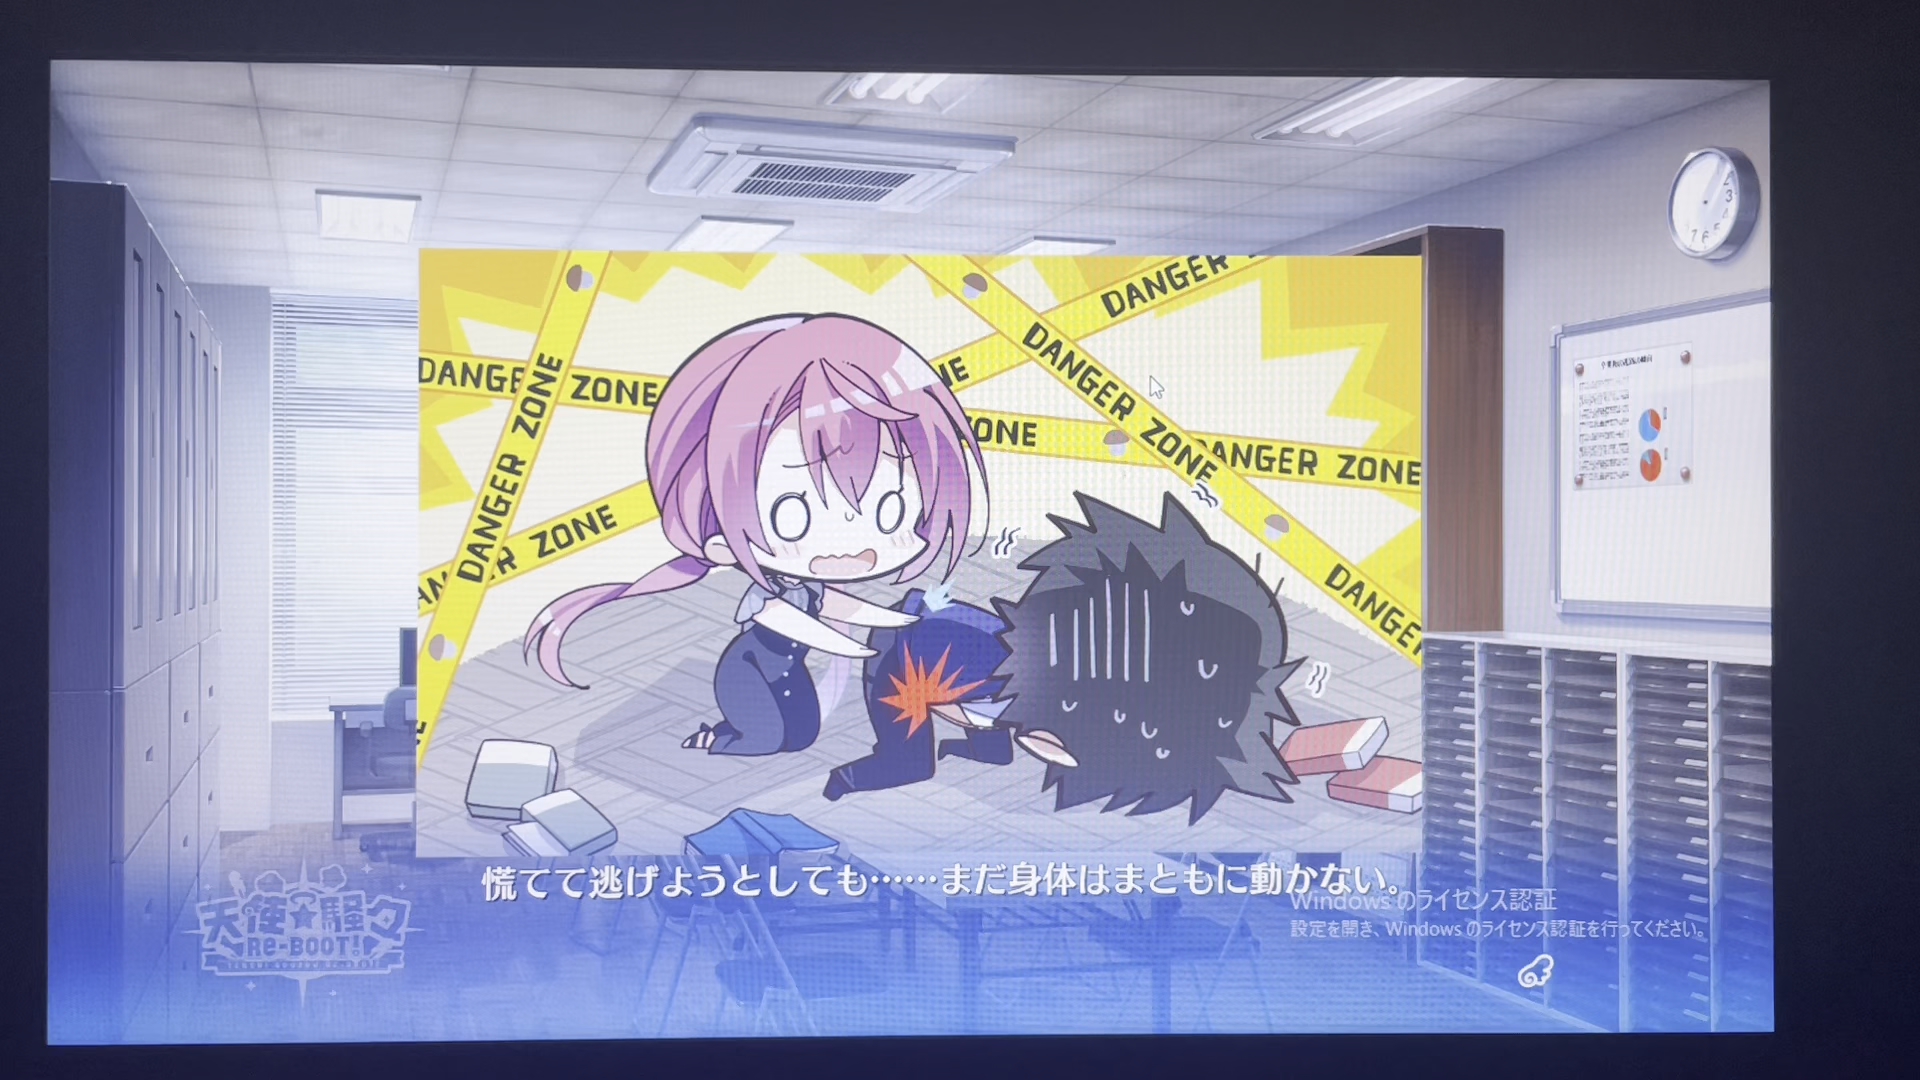 DANGER
DANGER ZONE
DANGER ZONE
DANGER ZONE
DANGER ZONE
ZONE
ZONE
DANGER
慌てて逃げようとしても……まだ身体はまともに動かない。
Windows のライセンス認証
設定を開き、Windows のライセンス認証を行ってください。
天使☆騒々
RE-BOOT!